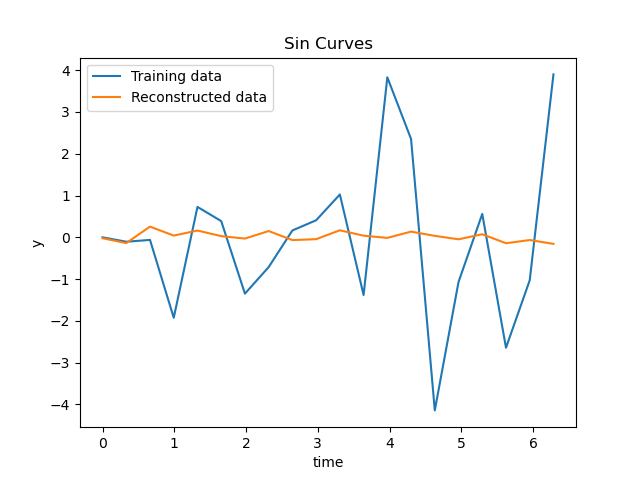 Sin Curves
Training data
Reconstructed data
4
3
2
1
0
−1
−2
−3
−4
y
0 1 2 3 4 5 6
time